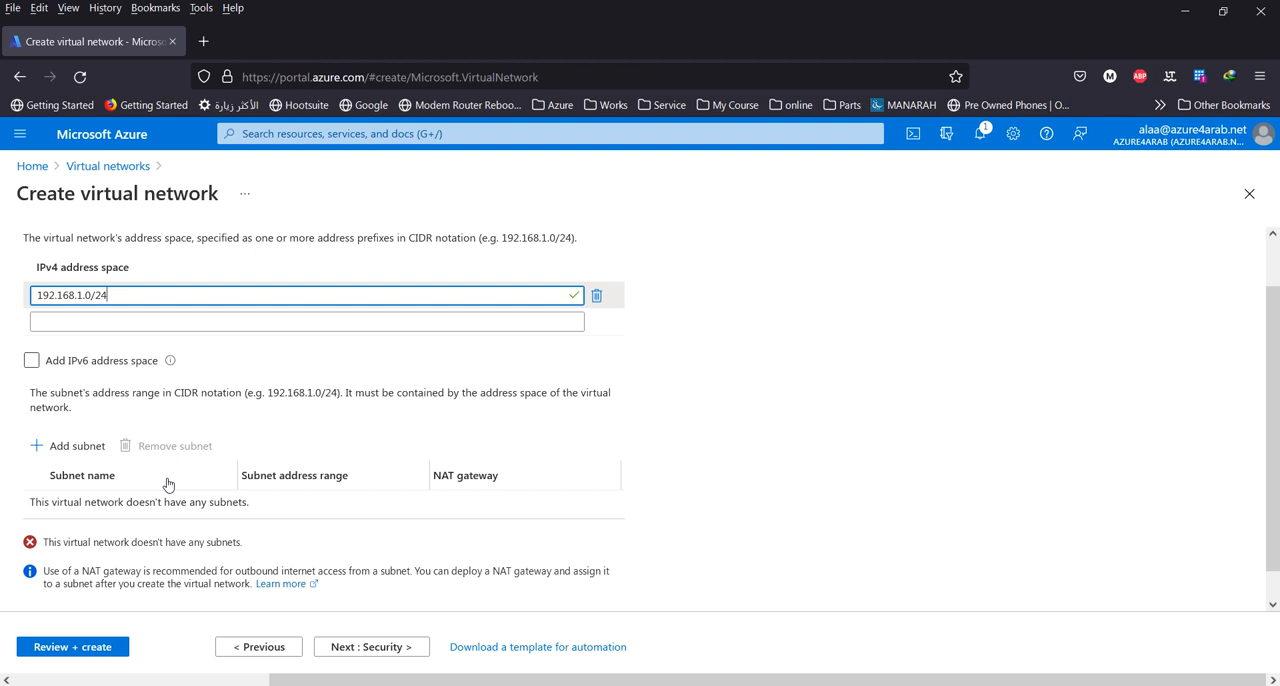 File Edit View History Bookmarks Tools Help
Create virtual network - Microso
https://portal.azure.com/#create/Microsoft.VirtualNetwork
Getting Started Getting Started الأكثر زيارة Hootsuite Google Modem Router Reboo... Azure Works Service My Course online Parts MANARAH Pre Owned Phones | O... Other Bookmarks
Microsoft Azure Search resources, services, and docs (G+/) 1 alaa@azure4arab.net
AZURE4ARAB (AZURE4ARAB.N...
Home > Virtual networks >
Create virtual network ...
The virtual network's address space, specified as one or more address prefixes in CIDR notation (e.g. 192.168.1.0/24).
IPv4 address space
192.168.1.0/24
Add IPv6 address space
The subnet's address range in CIDR notation (e.g. 192.168.1.0/24). It must be contained by the address space of the virtual
network.
+ Add subnet Remove subnet
Subnet name Subnet address range NAT gateway
This virtual network doesn't have any subnets.
This virtual network doesn't have any subnets.
Use of a NAT gateway is recommended for outbound internet access from a subnet. You can deploy a NAT gateway and assign it
to a subnet after you create the virtual network. Learn more
Review + create < Previous Next : Security > Download a template for automation